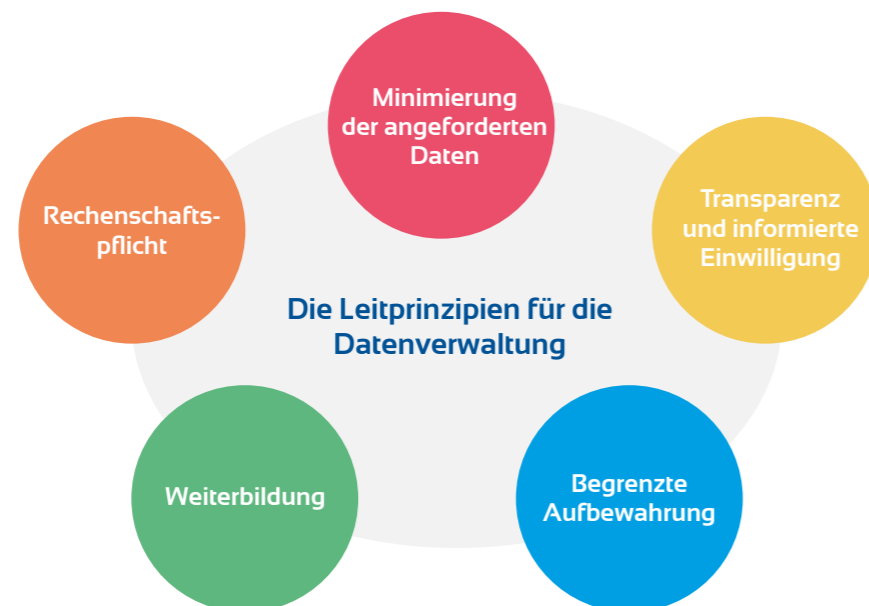 Minimierung
der angeforderten
Daten
Transparenz
und informierte
Einwilligung
Rechenschafts-
pflicht
Die Leitprinzipien für die
Datenverwaltung
Weiterbildung
Begrenzte
Aufbewahrung